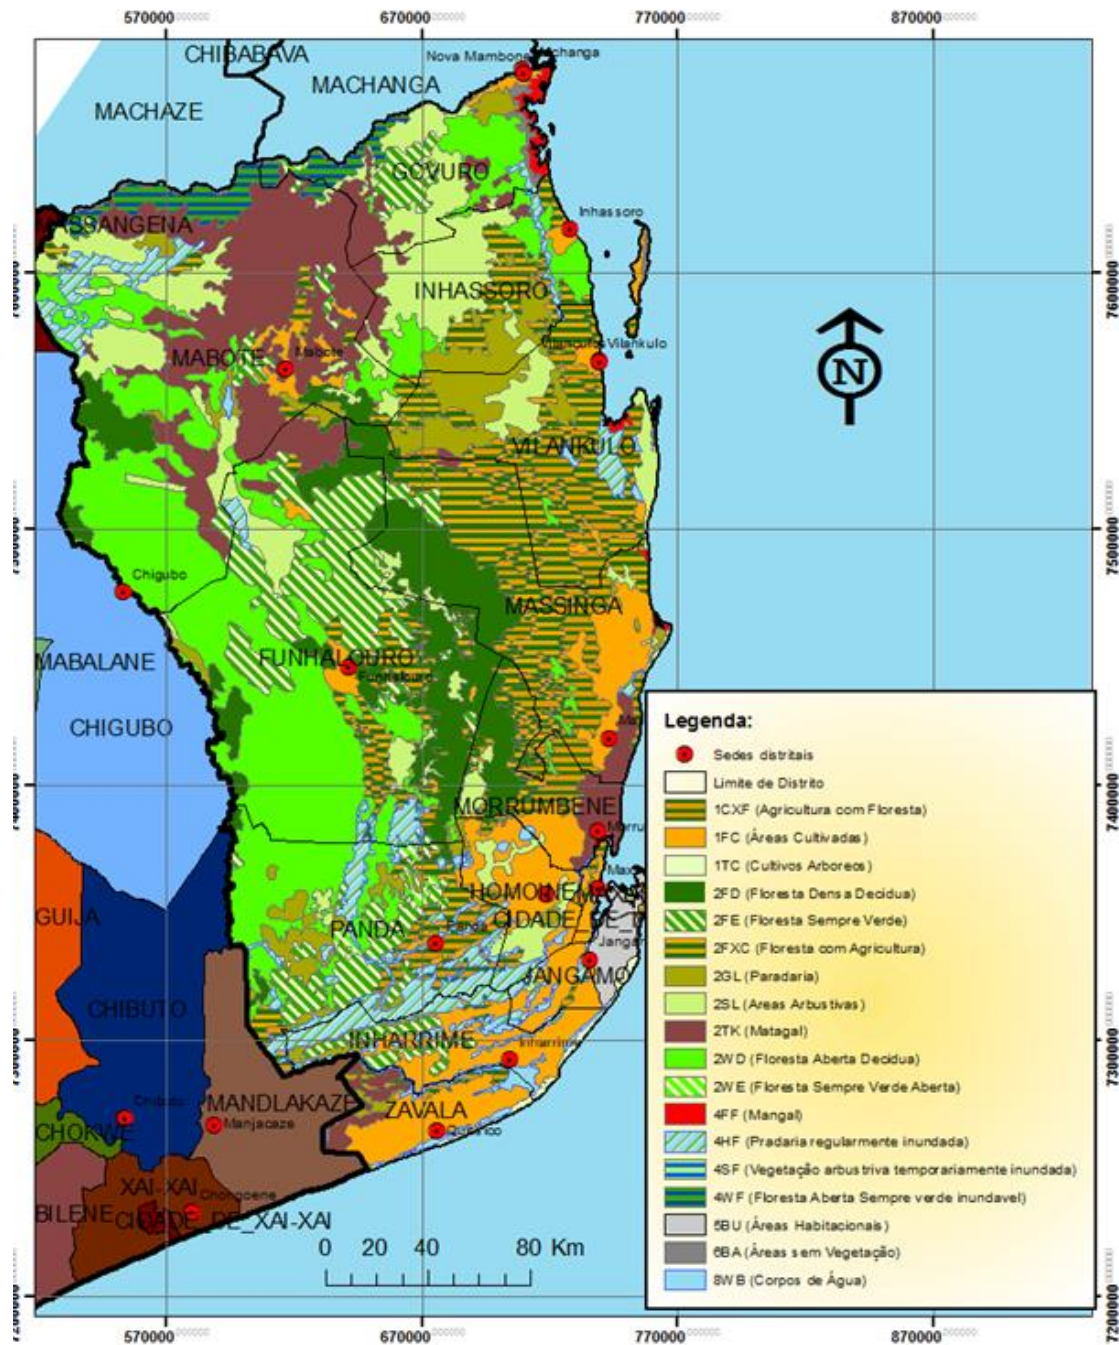 570000 670000 770000 870000
CHIBABAVA
Nova Mambone
MACHANGA
MACHAZE
GOVURO
Inhassoro
INHASSORO
7600000
Vilankulo
MABOTE Mabote
VILANKULO
7500000
Chigubo
MASSINGA
MABALANE
FUNHALOURO
Funhalouro
CHIGUBO
7400000
MORRUMBENE
GUIJA
PANDA
Panda
JANGAMO
CHIBUTO
7300000
INHARRIME
Inharrime
Chibuto
MANDLAKAZE
ZAVALA
CHOKWE
Manjacaze
Quissico
XAI-XAI
Chongoene
BILENE
CIDADE_DE_XAI-XAI
0 20 40 80 Km
7200000
570000 670000 770000 870000
N
Legenda:
Sedes distritais
Limite de Distrito
1CXF (Agricultura com Floresta)
1FC (Áreas Cultivadas)
1TC (Cultivos Arboreos)
2FD (Floresta Densa Decidua)
2FE (Floresta Sempre Verde)
2FXC (Floresta com Agricultura)
2GL (Paradaria)
2SL (Areas Arbustivas)
2TK (Matagal)
2WD (Floresta Aberta Decidua)
2WE (Floresta Sempre Verde Aberta)
4FF (Mangal)
4HF (Pradaria regularmente inundada)
4SF (Vegetação arbustriva temporariamente inundada)
4WF (Floresta Aberta Sempre verde inundavel)
5BU (Áreas Habitacionais)
6BA (Áreas sem Vegetação)
8WB (Corpos de Água)